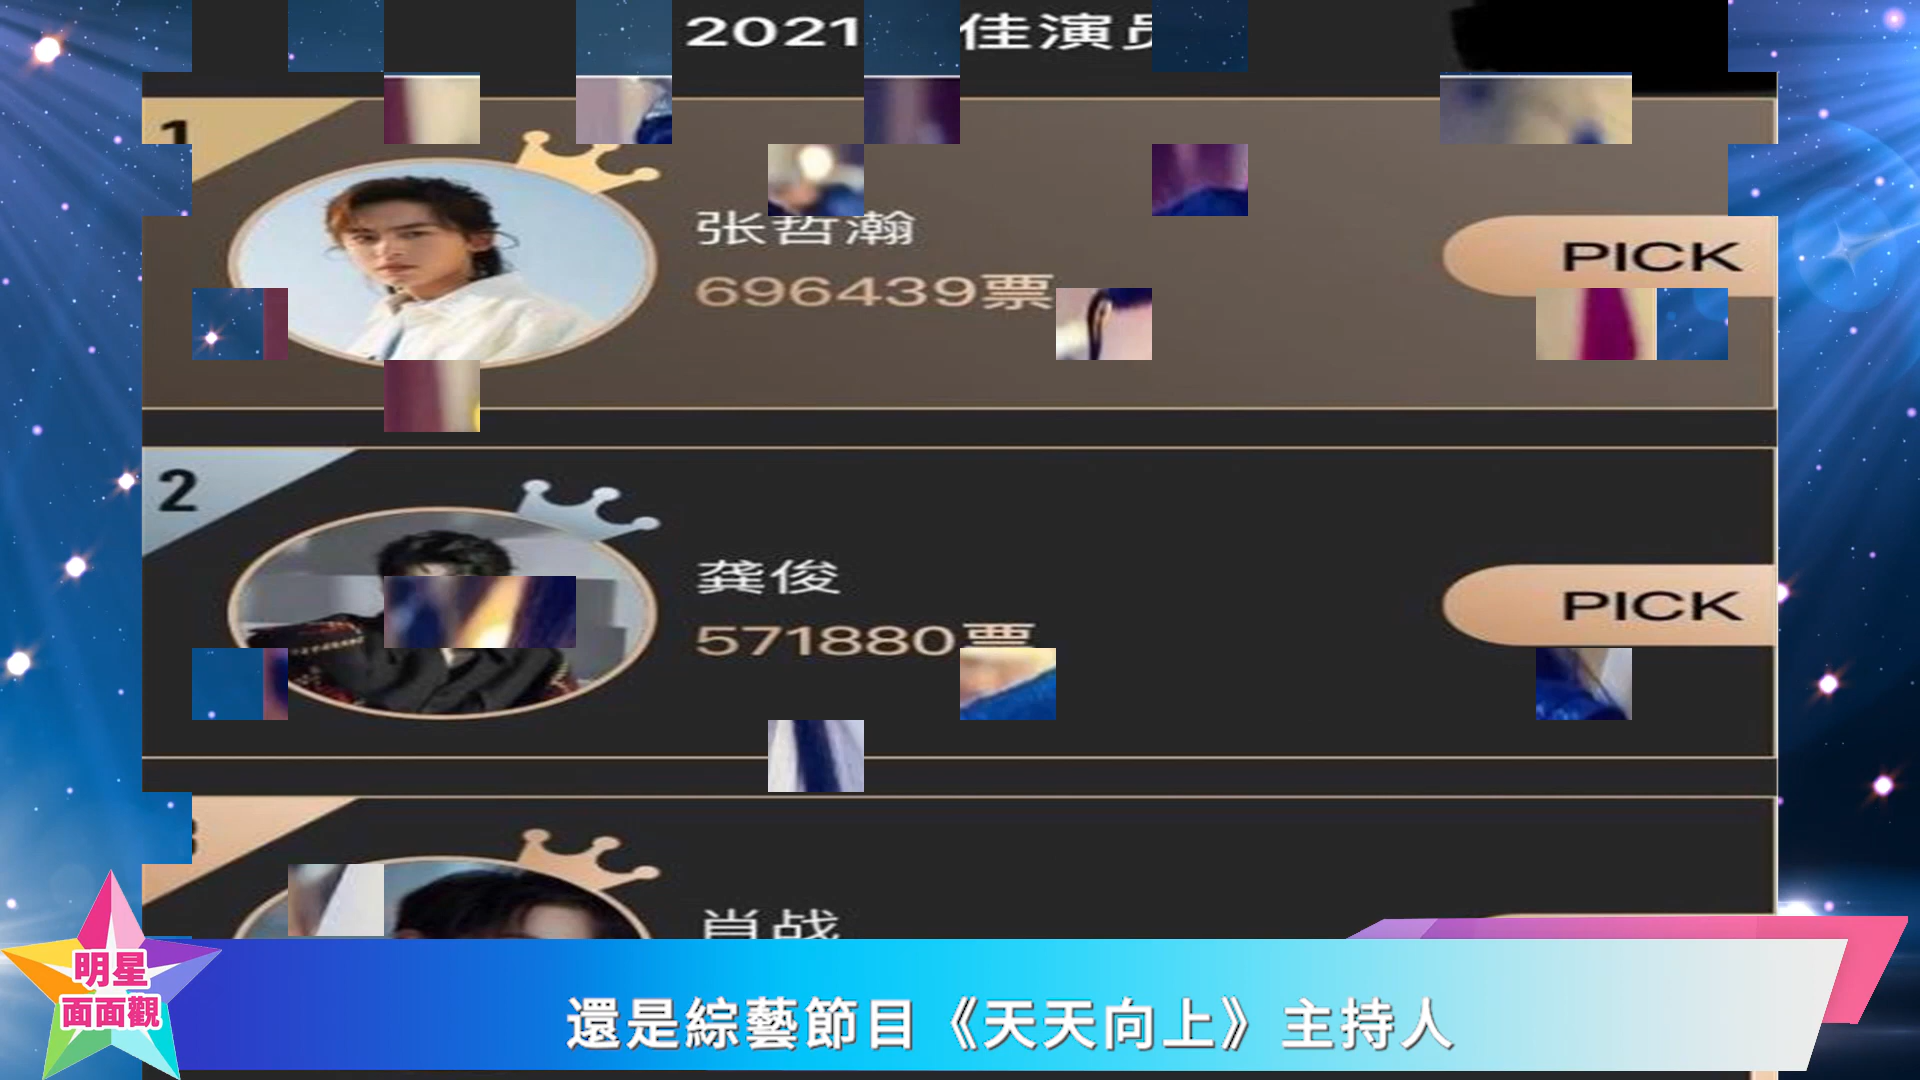 2021 佳演员
1
张哲瀚
696439票
PICK
2
龚俊
571880票
PICK
肖战
明星
面面觀
還是綜藝節目《天天向上》主持人